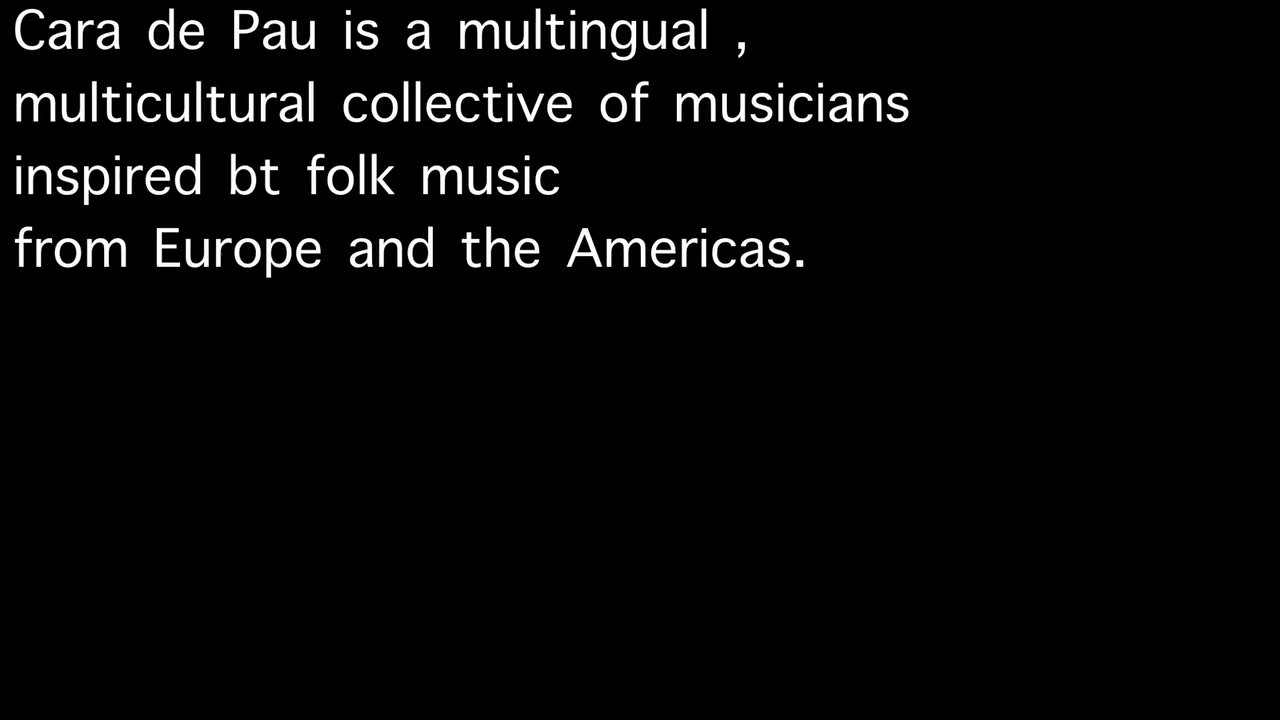 Cara de Pau is a multingual ,
multicultural collective of musicians
inspired bt folk music
from Europe and the Americas.